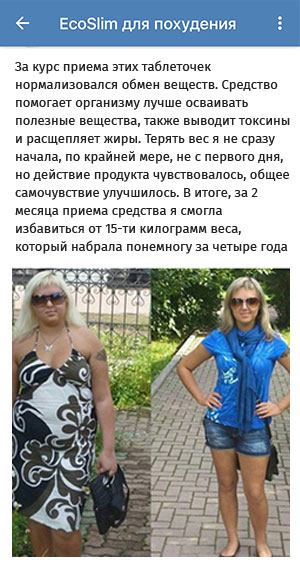 EcoSlim для похудения
За курс приема этих таблеточек
нормализовался обмен веществ. Средство
помогает организму лучше осваивать
полезные вещества, также выводит токсины
и расщепляет жиры. Терять вес я не сразу
начала, по крайней мере, не с первого дня,
но действие продукта чувствовалось, общее
самочувствие улучшилось. В итоге, за 2
месяца приема средства я смогла
избавиться от 15-ти килограмм веса,
который набрала понемногу за четыре года